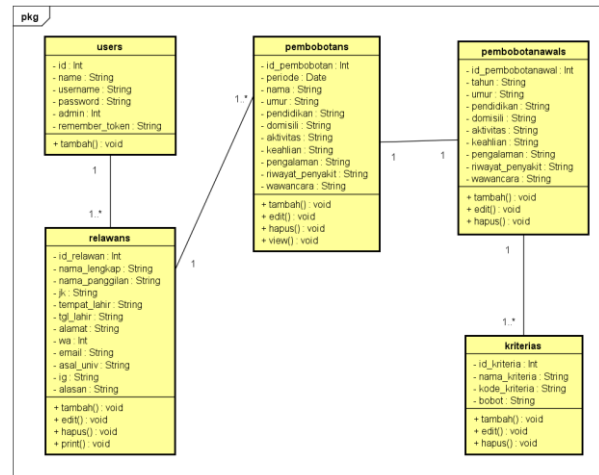 pkg
users
- id : Int
- name : String
- username : String
- password : String
- admin : Int
- remember_token : String
+ tambah() : void
1
1..*
relawans
- id_relawan : Int
- nama_lengkap : String
- nama_panggilan : String
- jk : String
- tempat_lahir : String
- tgl_lahir : String
- alamat : String
- wa : Int
- email : String
- asal_univ : String
- ig : String
- alasan : String
+ tambah() : void
+ edit() : void
+ hapus() : void
+ print() : void
1
1..*
pembobotans
- id_pembobotan : Int
- periode : Date
- nama : String
- umur : String
- pendidikan : String
- domisili : String
- aktivitas : String
- keahlian : String
- pengalaman : String
- riwayat_penyakit : String
- wawancara : String
+ tambah() : void
+ edit() : void
+ hapus() : void
+ view() : void
1
1
pembobotanawals
- id_pembobotanawal : Int
- tahun : String
- umur : String
- pendidikan : String
- domisili : String
- aktivitas : String
- keahlian : String
- pengalaman : String
- riwayat_penyakit : String
- wawancara : String
+ tambah() : void
+ edit() : void
+ hapus() : void
1
1..*
kriterias
- id_kriteria : Int
- nama_kriteria : String
- kode_kriteria : String
- bobot : String
+ tambah() : void
+ edit() : void
+ hapus() : void